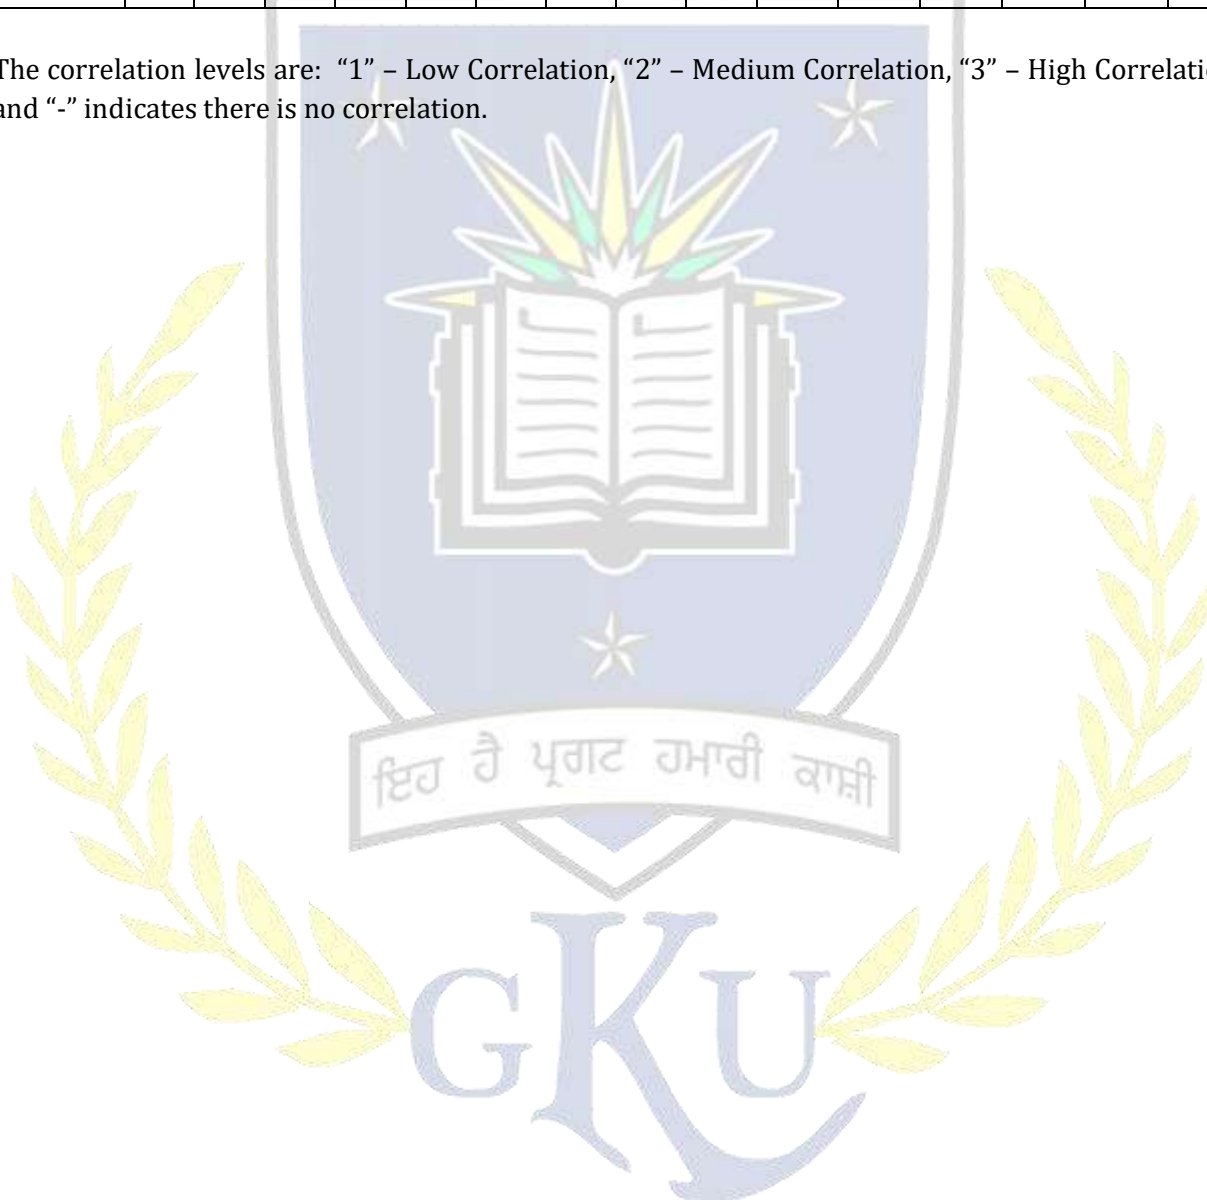 The correlation levels are: “1” – Low Correlation, “2” – Medium Correlation, “3” – High Correlatio
and “-” indicates there is no correlation.
ਇਹ ਹੈ ਪ੍ਰਗਟ ਹਮਾਰੀ ਕਾਸ਼ੀ
GKU